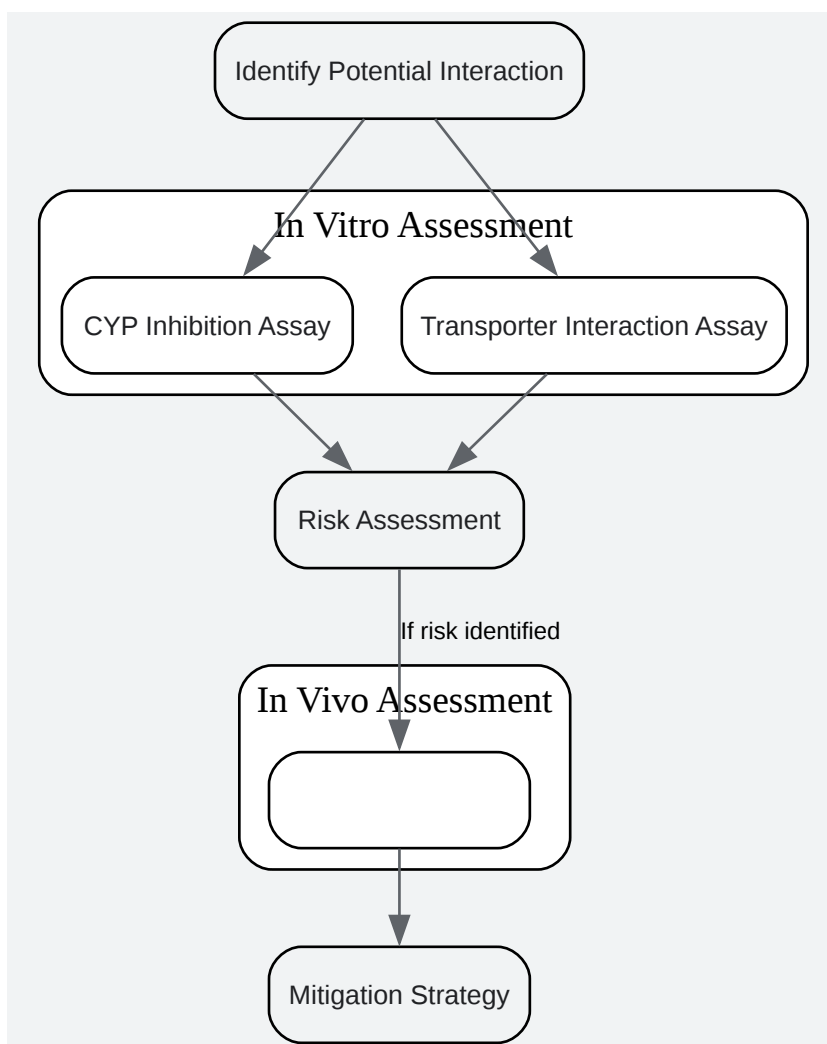 Identify Potential Interaction
In Vitro Assessment
CYP Inhibition Assay
Transporter Interaction Assay
Risk Assessment
If risk identified
In Vivo Assessment
Mitigation Strategy